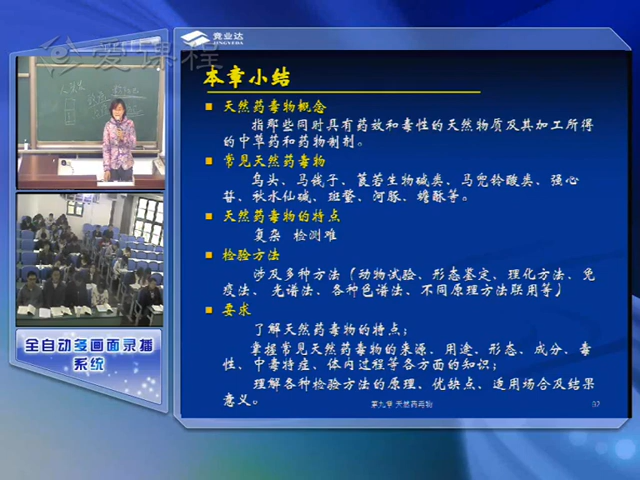 爱课程
竞业达
JINGYEDA
本章小结
天然药毒物概念
指那些同时具有药效和毒性的天然物质及其加工所得
的中草药和药物制剂。
常见天然药毒物
乌头、马钱子、莨菪生物碱类、马兜铃酸类、强心
苷、秋水仙碱、斑蝥、河豚、蟾酥等。
天然药毒物的特点
复杂 检测难
检验方法
涉及多种方法（动物试验、形态鉴定、理化方法、免
疫法、光谱法、各种色谱法、不同原理方法联用等）
要求
了解天然药毒物的特点；
掌握常见天然药毒物的来源、用途、形态、成分、毒
性、中毒特症、体内过程等各方面的知识；
理解各种检验方法的原理、优缺点、适用场合及结果
意义。
第九章 天然药毒物
全自动多画面录播
系统